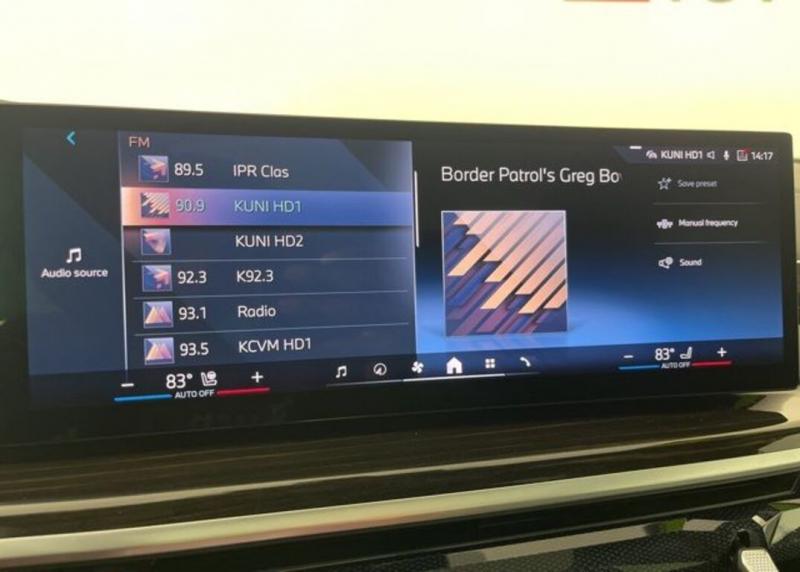 FM
89.5 IPR Clas
90.9 KUNI HD1
KUNI HD2
92.3 K92.3
93.1 Radio
93.5 KCVM HD1
Audio source
Border Patrol's Greg Bo
KUNI HD1 14:17
Save preset
Manual frequency
Sound
− 83° +
AUTO OFF
− 83° +
AUTO OFF